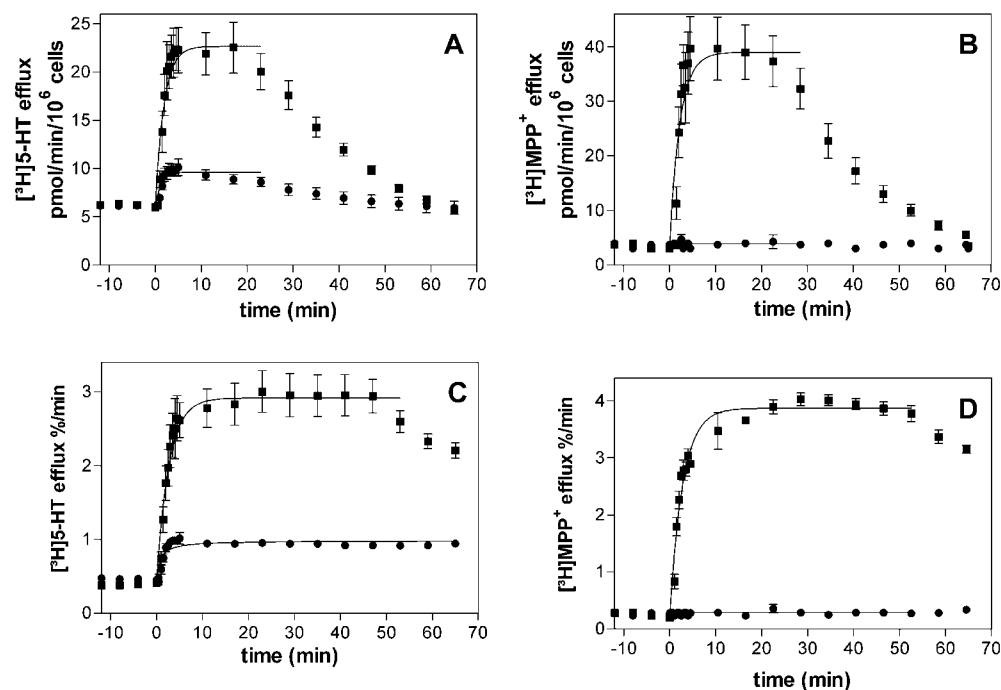 A
[³H]5-HT efflux
pmol/min/10⁶ cells
25
20
15
10
5
0
-10 0 10 20 30 40 50 60 70
time (min)
B
[³H]MPP⁺ efflux
pmol/min/10⁶ cells
40
30
20
10
0
-10 0 10 20 30 40 50 60 70
time (min)
C
[³H]5-HT efflux %/min
3
2
1
0
-10 0 10 20 30 40 50 60 70
time (min)
D
[³H]MPP⁺ efflux %/min
4
3
2
1
0
-10 0 10 20 30 40 50 60 70
time (min)